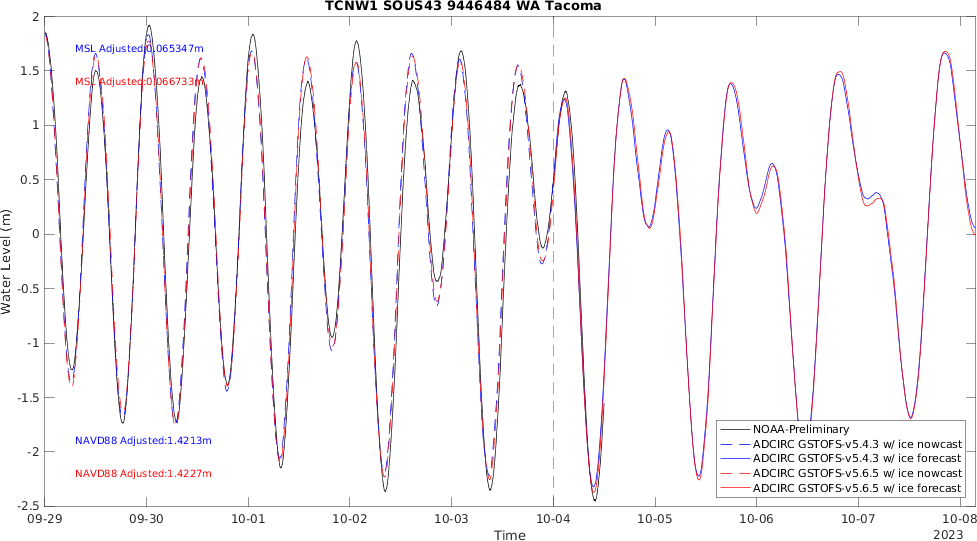 TCNW1 SOUS43 9446484 WA Tacoma
Water Level (m)
2
1.5
1
0.5
0
-0.5
-1
-1.5
-2
-2.5
MSL Adjusted:0.065347m
MSL Adjusted:0.066733m
NAVD88 Adjusted:1.4213m
NAVD88 Adjusted:1.4227m
NOAA-Preliminary
ADCIRC GSTOFS-v5.4.3 w/ ice nowcast
ADCIRC GSTOFS-v5.4.3 w/ ice forecast
ADCIRC GSTOFS-v5.6.5 w/ ice nowcast
ADCIRC GSTOFS-v5.6.5 w/ ice forecast
09-29 09-30 10-01 10-02 10-03 10-04 10-05 10-06 10-07 10-08
2023
Time